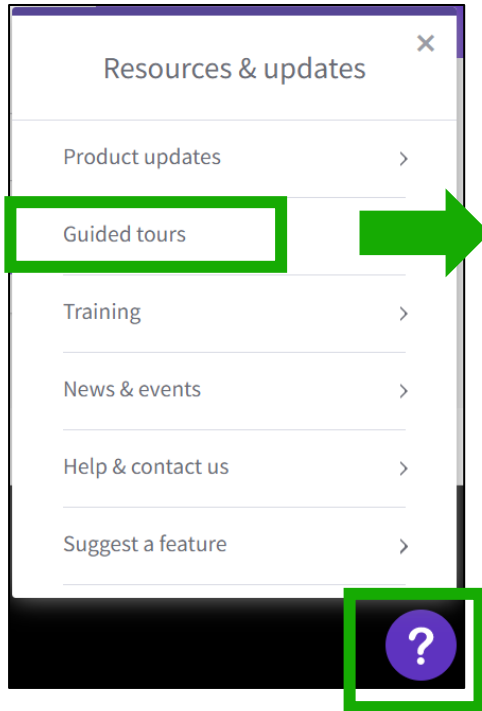 Resources & updates
Product updates
Guided tours
Training
News & events
Help & contact us
Suggest a feature
?